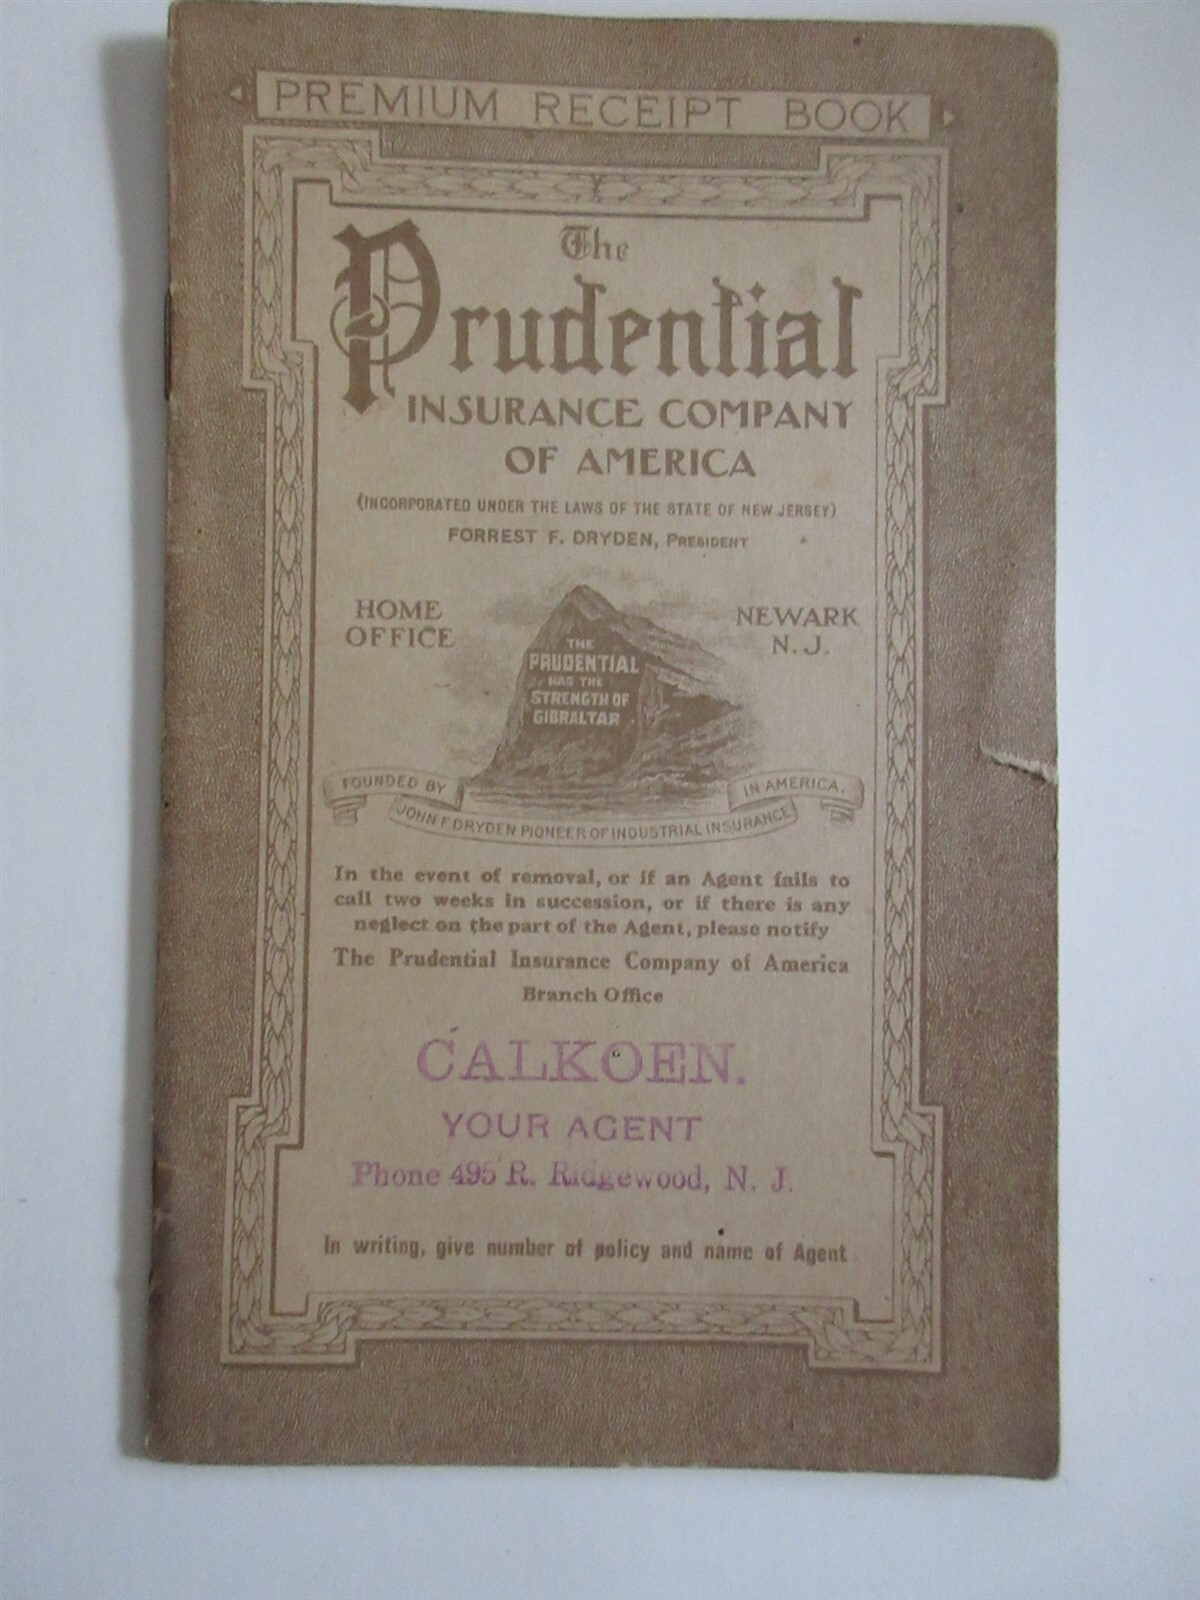 PREMIUM RECEIPT BOOK
The
Prudential
INSURANCE COMPANY
OF AMERICA
(INCORPORATED UNDER THE LAWS OF THE STATE OF NEW JERSEY)
FORREST F. DRYDEN, PRESIDENT
HOME
OFFICE
NEWARK
N. J.
THE
PRUDENTIAL
HAS THE
STRENGTH OF
GIBRALTAR
FOUNDED BY
JOHN F. DRYDEN PIONEER OF INDUSTRIAL INSURANCE
IN AMERICA.
In the event of removal, or if an Agent fails to
call two weeks in succession, or if there is any
neglect on the part of the Agent, please notify
The Prudential Insurance Company of America
Branch Office
CALKOEN.
YOUR AGENT
Phone 495 R. Ridgewood, N. J.
In writing, give number of policy and name of Agent